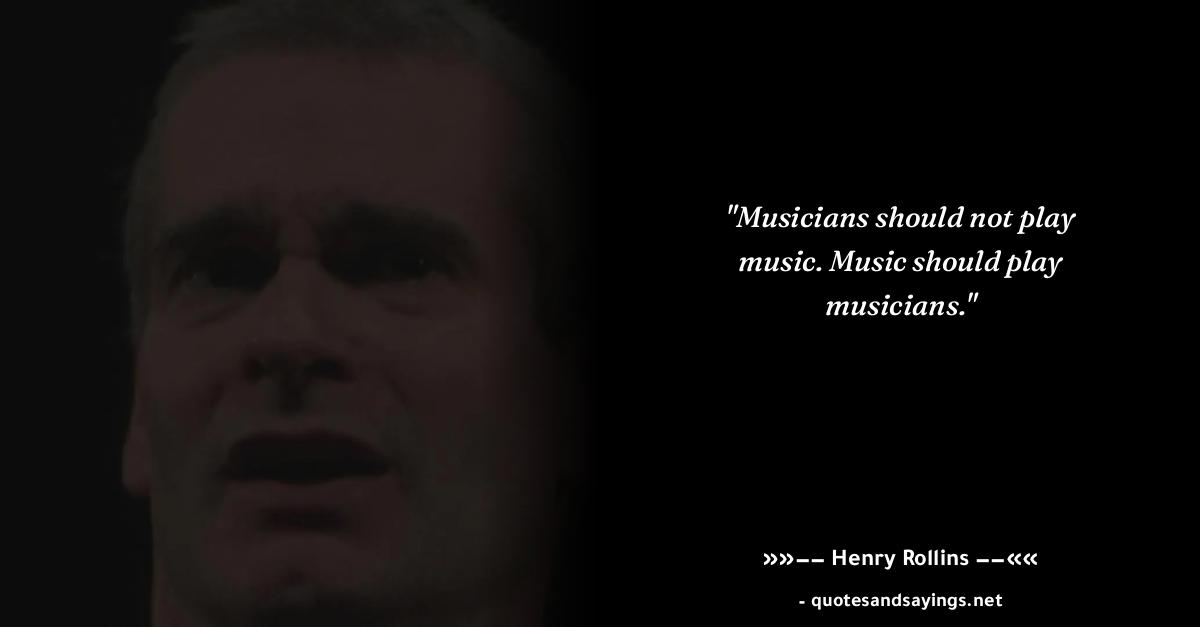 "Musicians should not play
music. Music should play
musicians."
»»–– Henry Rollins ––««
- quotesandsayings.net